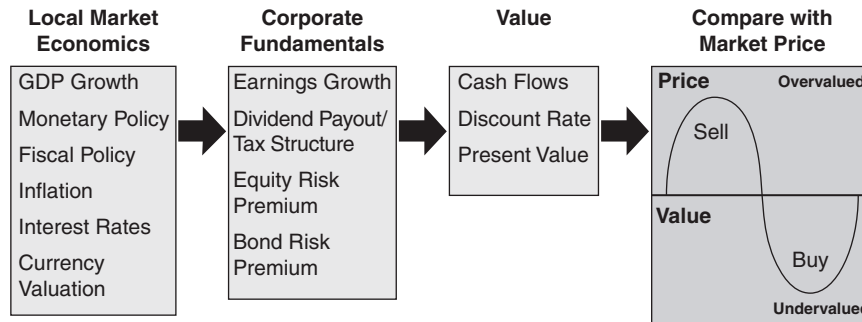 Local Market
Economics
GDP Growth
Monetary Policy
Fiscal Policy
Inflation
Interest Rates
Currency
Valuation
Corporate
Fundamentals
Earnings Growth
Dividend Payout/
Tax Structure
Equity Risk
Premium
Bond Risk
Premium
Value
Cash Flows
Discount Rate
Present Value
Compare with
Market Price
Price
Overvalued
Sell
Value
Buy
Undervalued